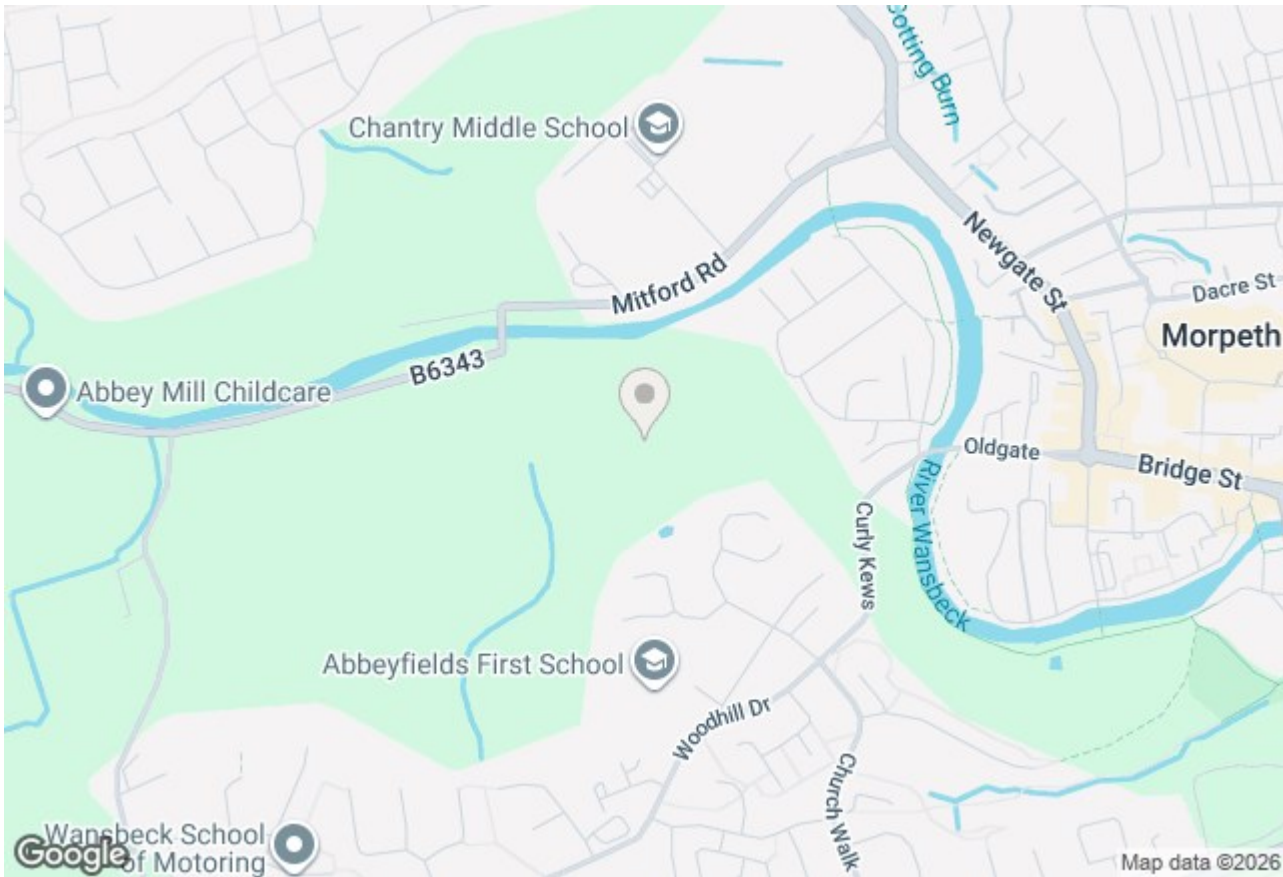 Cotting Burn
Chantry Middle School
Newgate St
Mitford Rd
Dacre St
Morpeth
B6343
Abbey Mill Childcare
Oldgate
Bridge St
River Wansbeck
Curly Kews
Abbeyfields First School
Woodhill Dr
Church Walk
Wansbeck School
of Motoring
Google
Map data ©2026